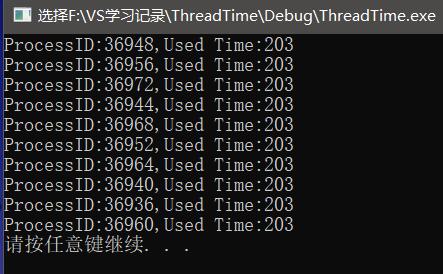 选择F:\VS学习记录\ThreadTime\Debug\ThreadTime.exe
ProcessID:36948,Used Time:203
ProcessID:36956,Used Time:203
ProcessID:36972,Used Time:203
ProcessID:36944,Used Time:203
ProcessID:36968,Used Time:203
ProcessID:36952,Used Time:203
ProcessID:36964,Used Time:203
ProcessID:36940,Used Time:203
ProcessID:36936,Used Time:203
ProcessID:36960,Used Time:203
请按任意键继续. . .